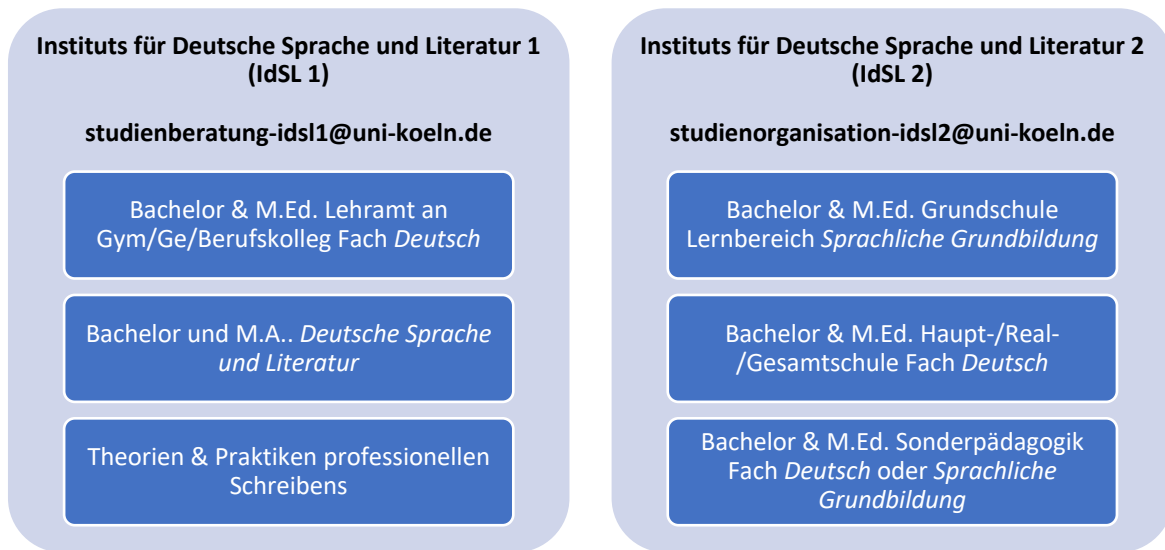 Instituts für Deutsche Sprache und Literatur 1
(IdSL 1)
studienberatung-idsl1@uni-koeln.de
Bachelor & M.Ed. Lehramt an
Gym/Ge/Berufskolleg Fach Deutsch
Bachelor und M.A.. Deutsche Sprache
und Literatur
Theorien & Praktiken professionellen
Schreibens
Instituts für Deutsche Sprache und Literatur 2
(IdSL 2)
studienorganisation-idsl2@uni-koeln.de
Bachelor & M.Ed. Grundschule
Lernbereich Sprachliche Grundbildung
Bachelor & M.Ed. Haupt-/Real-
/Gesamtschule Fach Deutsch
Bachelor & M.Ed. Sonderpädagogik
Fach Deutsch oder Sprachliche
Grundbildung